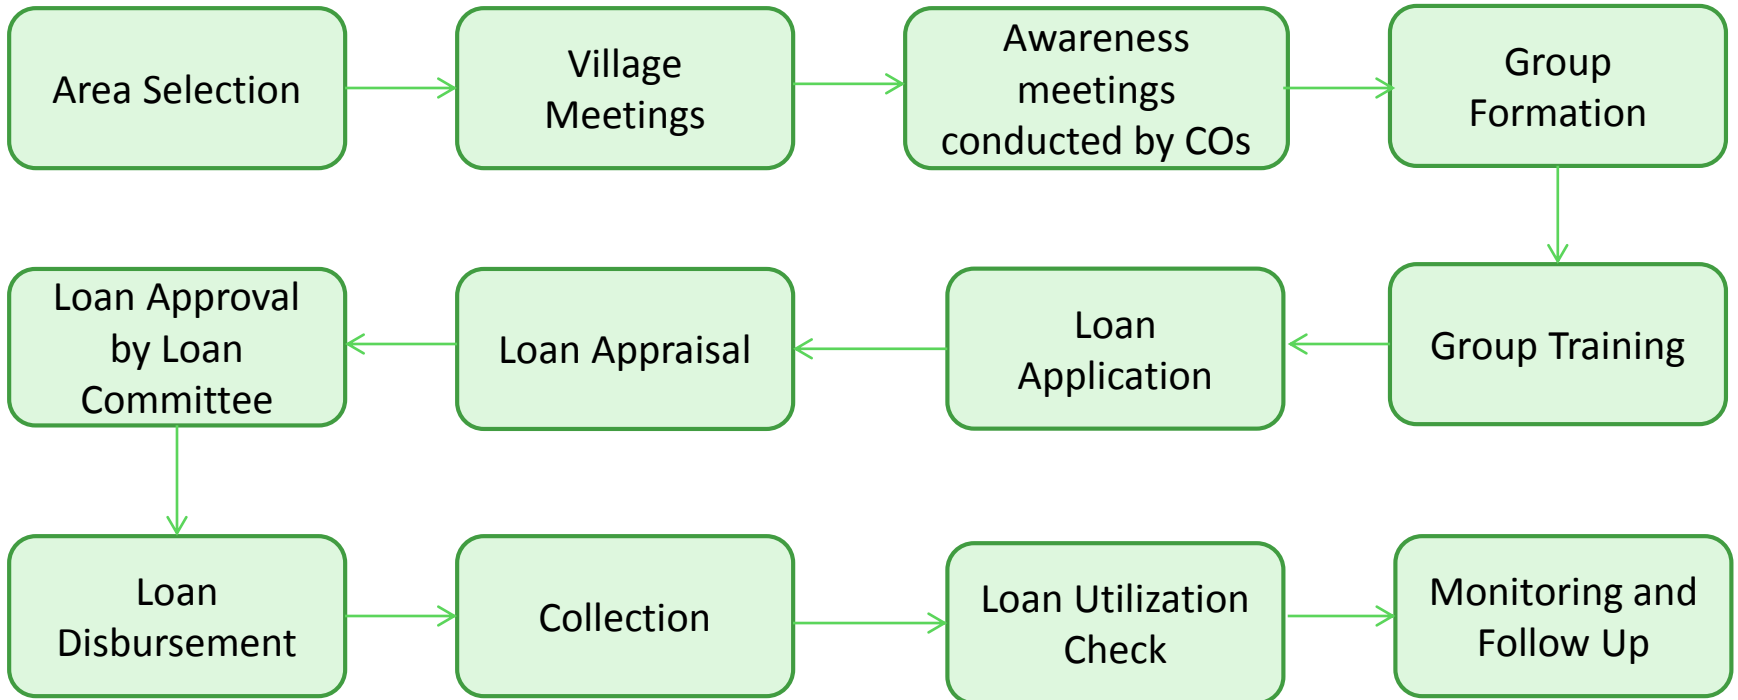 Area Selection
Village
Meetings
Awareness
meetings
conducted by COs
Group
Formation
Group Training
Loan
Application
Loan Appraisal
Loan Approval
by Loan
Committee
Loan
Disbursement
Collection
Loan Utilization
Check
Monitoring and
Follow Up